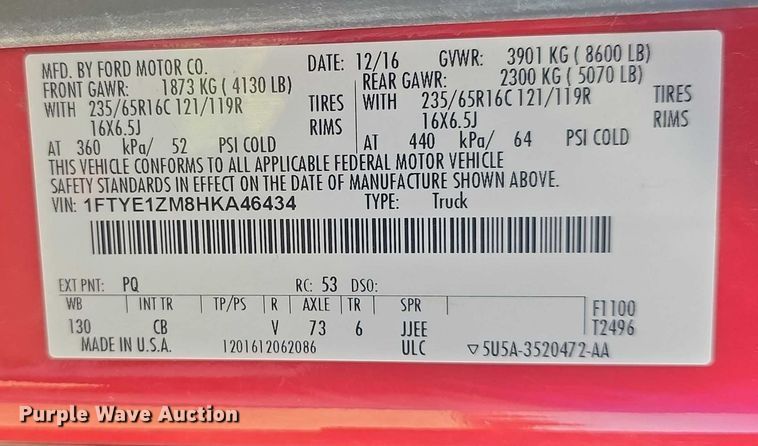 MFD. BY FORD MOTOR CO. DATE: 12/16 GVWR: 3901 KG ( 8600 LB)
FRONT GAWR: 1873 KG ( 4130 LB) REAR GAWR: 2300 KG ( 5070 LB)
WITH 235/65R16C 121/119R TIRES WITH 235/65R16C 121/119R TIRES
16X6.5J RIMS 16X6.5J RIMS
AT 360 kPa/ 52 PSI COLD AT 440 kPa/ 64 PSI COLD
THIS VEHICLE CONFORMS TO ALL APPLICABLE FEDERAL MOTOR VEHICLE
SAFETY STANDARDS IN EFFECT ON THE DATE OF MANUFACTURE SHOWN ABOVE.
VIN: 1FTYE1ZM8HKA46434 TYPE: Truck
EXT PNT: PQ RC: 53 DSO:
WB INT TR TP/PS R AXLE TR SPR F1100
130 CB V 73 6 JJEE T2496
MADE IN U.S.A. 1201612062086 ULC ▽5U5A-3520472-AA
Purple Wave Auction